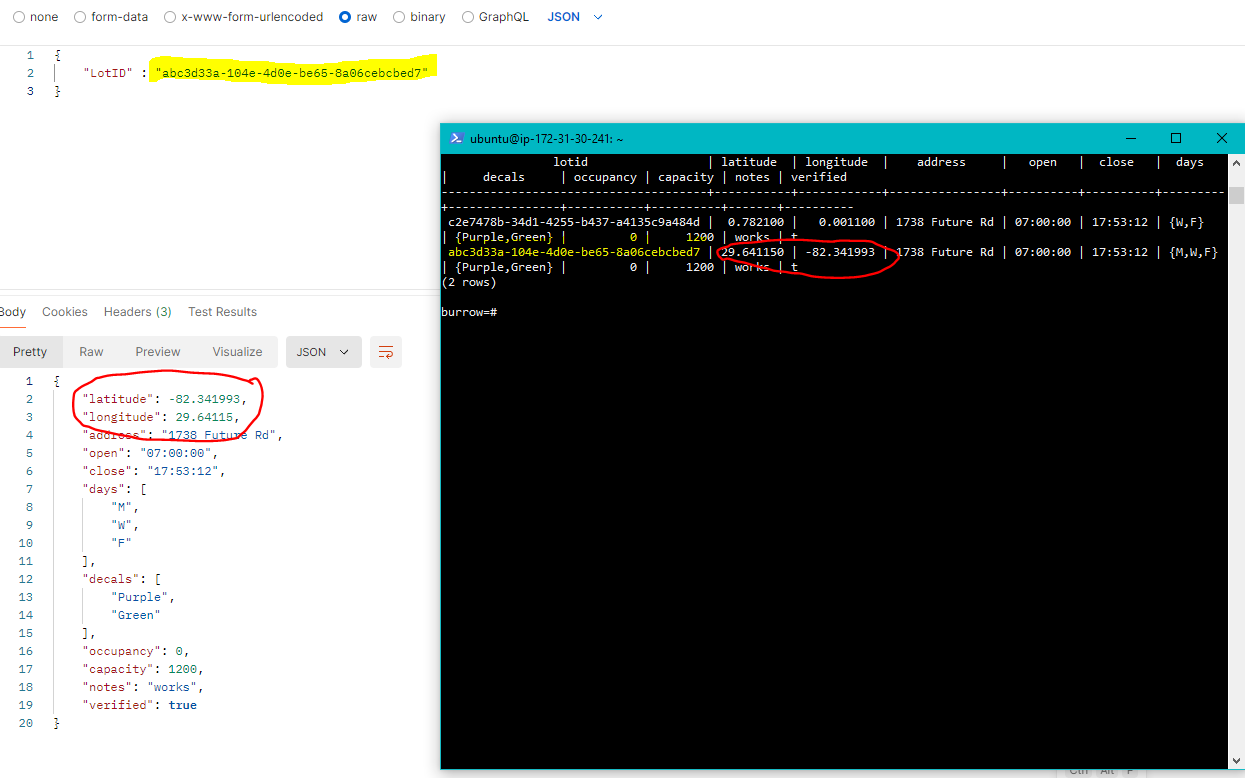 none form-data x-www-form-urlencoded raw binary GraphQL JSON
1 {
2 "LotID" : "abc3d33a-104e-4d0e-be65-8a06cebcbed7"
3 }
ubuntu@ip-172-31-30-241: ~
lotid | latitude | longitude | address | open | close | days
| decals | occupancy | capacity | notes | verified
--------------------------------------+-----------+------------+----------------+----------+----------+---------
+----------------+-----------+----------+-------+----------
c2e7478b-34d1-4255-b437-a4135c9a484d | 0.782100 | 0.001100 | 1738 Future Rd | 07:00:00 | 17:53:12 | {W,F}
| {Purple,Green} | 0 | 1200 | works | t
abc3d33a-104e-4d0e-be65-8a06cebcbed7 | 29.641150 | -82.341993 | 1738 Future Rd | 07:00:00 | 17:53:12 | {M,W,F}
| {Purple,Green} | 0 | 1200 | works | t
(2 rows)
burrow=#
Body Cookies Headers (3) Test Results
Pretty Raw Preview Visualize JSON
1 {
2 "latitude": -82.341993,
3 "longitude": 29.64115,
4 "address": "1738 Future Rd",
5 "open": "07:00:00",
6 "close": "17:53:12",
7 "days": [
8 "M",
9 "W",
10 "F"
11 ],
12 "decals": [
13 "Purple",
14 "Green"
15 ],
16 "occupancy": 0,
17 "capacity": 1200,
18 "notes": "works",
19 "verified": true
20 }
Ctrl Alt